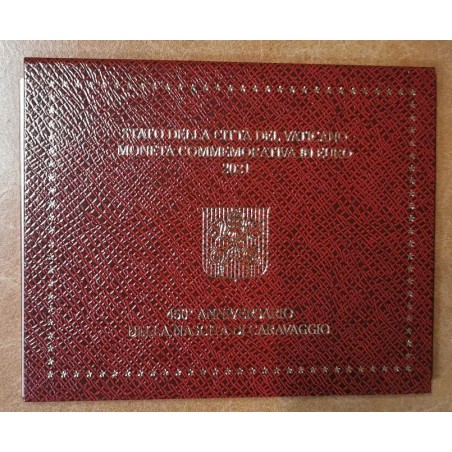 STATO DELLA CITTÀ DEL VATICANO
MONETA COMMEMORATIVA in EURO
2021
450° ANNIVERSARIO
DELLA NASCITA di CARAVAGGIO